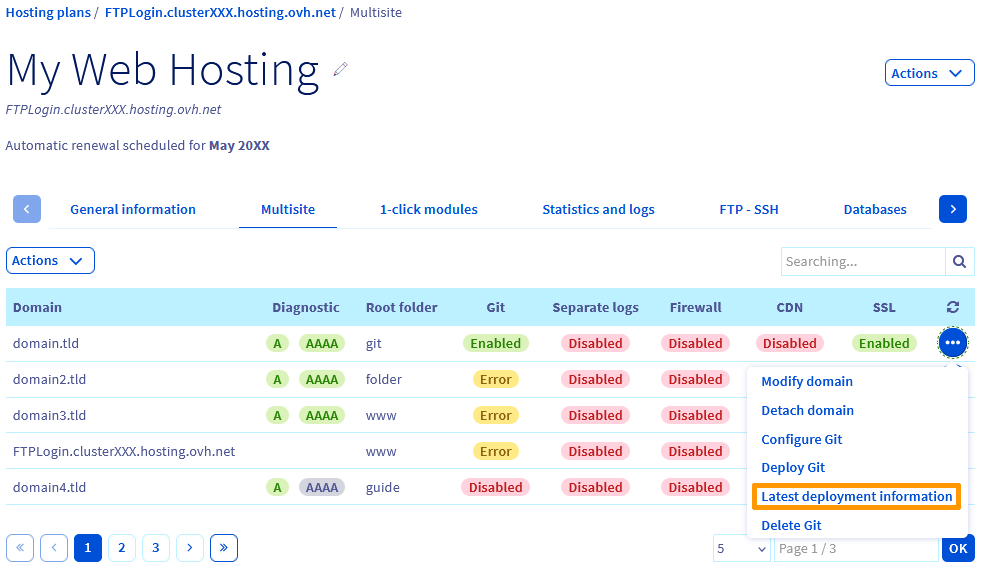 Hosting plans / FTPLogin.clusterXXX.hosting.ovh.net / Multisite
My Web Hosting
Actions
FTPLogin.clusterXXX.hosting.ovh.net
Automatic renewal scheduled for May 20XX
General information Multisite 1-click modules Statistics and logs FTP - SSH Databases
Actions
Searching...
Domain Diagnostic Root folder Git Separate logs Firewall CDN SSL
domain.tld A AAAA git Enabled Disabled Disabled Disabled Enabled
domain2.tld A AAAA folder Error Disabled Disabled
domain3.tld A AAAA www Error Disabled Disabled
FTPLogin.clusterXXX.hosting.ovh.net www Error Disabled Disabled
domain4.tld A AAAA guide Disabled Disabled Disabled
Modify domain
Detach domain
Configure Git
Deploy Git
Latest deployment information
Delete Git
« ‹ 1 2 3 › » 5 Page 1 / 3 OK